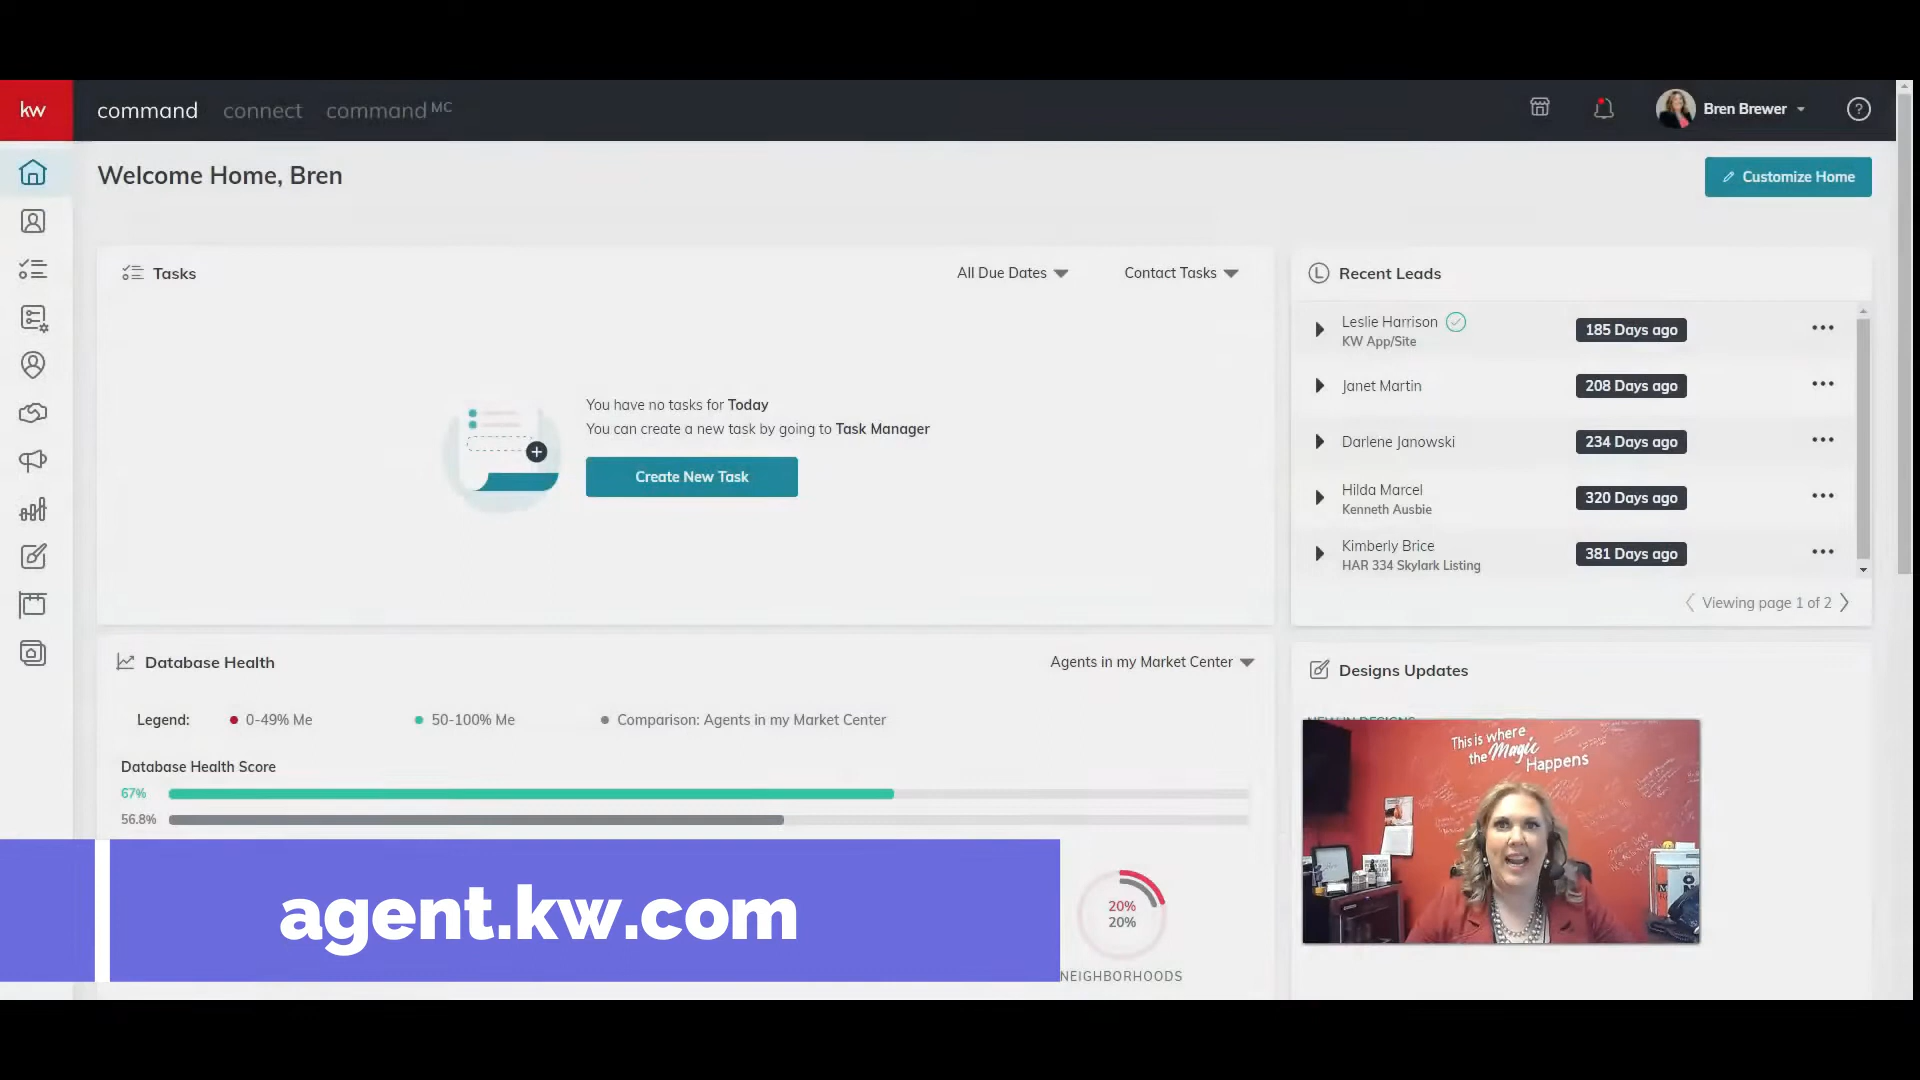 kw
command
connect
command MC
Bren Brewer
?
Welcome Home, Bren
Customize Home
Tasks
All Due Dates
Contact Tasks
You have no tasks for Today
You can create a new task by going to Task Manager
Create New Task
L
Recent Leads
Leslie Harrison
KW App/Site
185 Days ago
Janet Martin
208 Days ago
Darlene Janowski
234 Days ago
Hilda Marcel
Kenneth Ausbie
320 Days ago
Kimberly Brice
HAR 334 Skylark Listing
381 Days ago
Viewing page 1 of 2
Database Health
Agents in my Market Center
Legend:
0-49% Me
50-100% Me
Comparison: Agents in my Market Center
Database Health Score
67%
56.8%
20%
20%
NEIGHBORHOODS
Designs Updates
NEW IN DESIGNS
This is where
the Magic
Happens
agent.kw.com